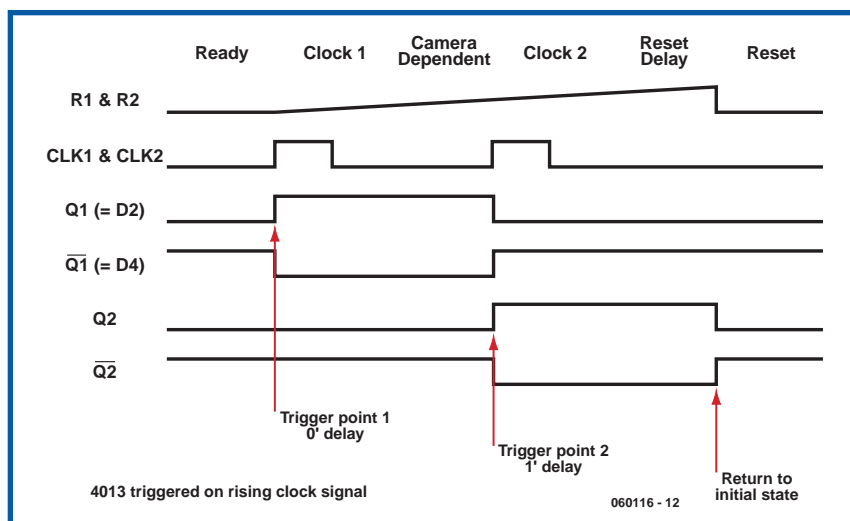 Ready Clock 1 Camera Dependent Clock 2 Reset Delay Reset
R1 & R2
CLK1 & CLK2
Q1 (= D2)
Q̅1̅ (= D4)
Q2
Q̅2̅
Trigger point 1
0' delay
Trigger point 2
1' delay
Return to
initial state
4013 triggered on rising clock signal
060116 - 12